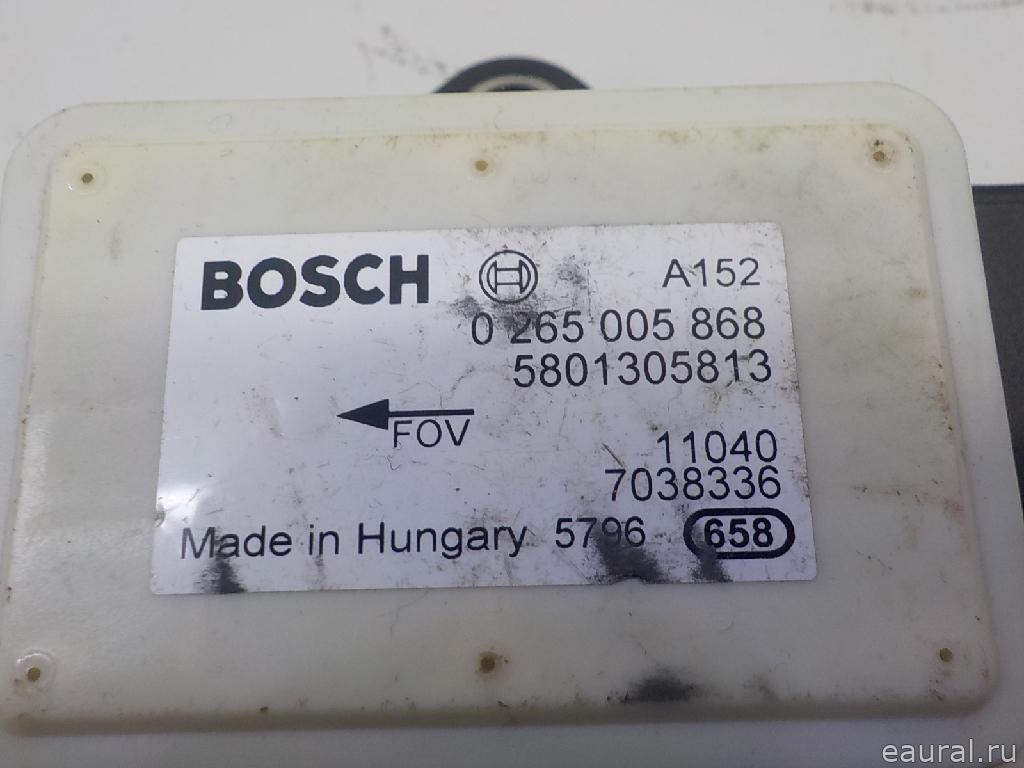 BOSCH A152
0 265 005 868
5801305813
FOV
11040
7038336
Made in Hungary 5796 658
eaural.ru